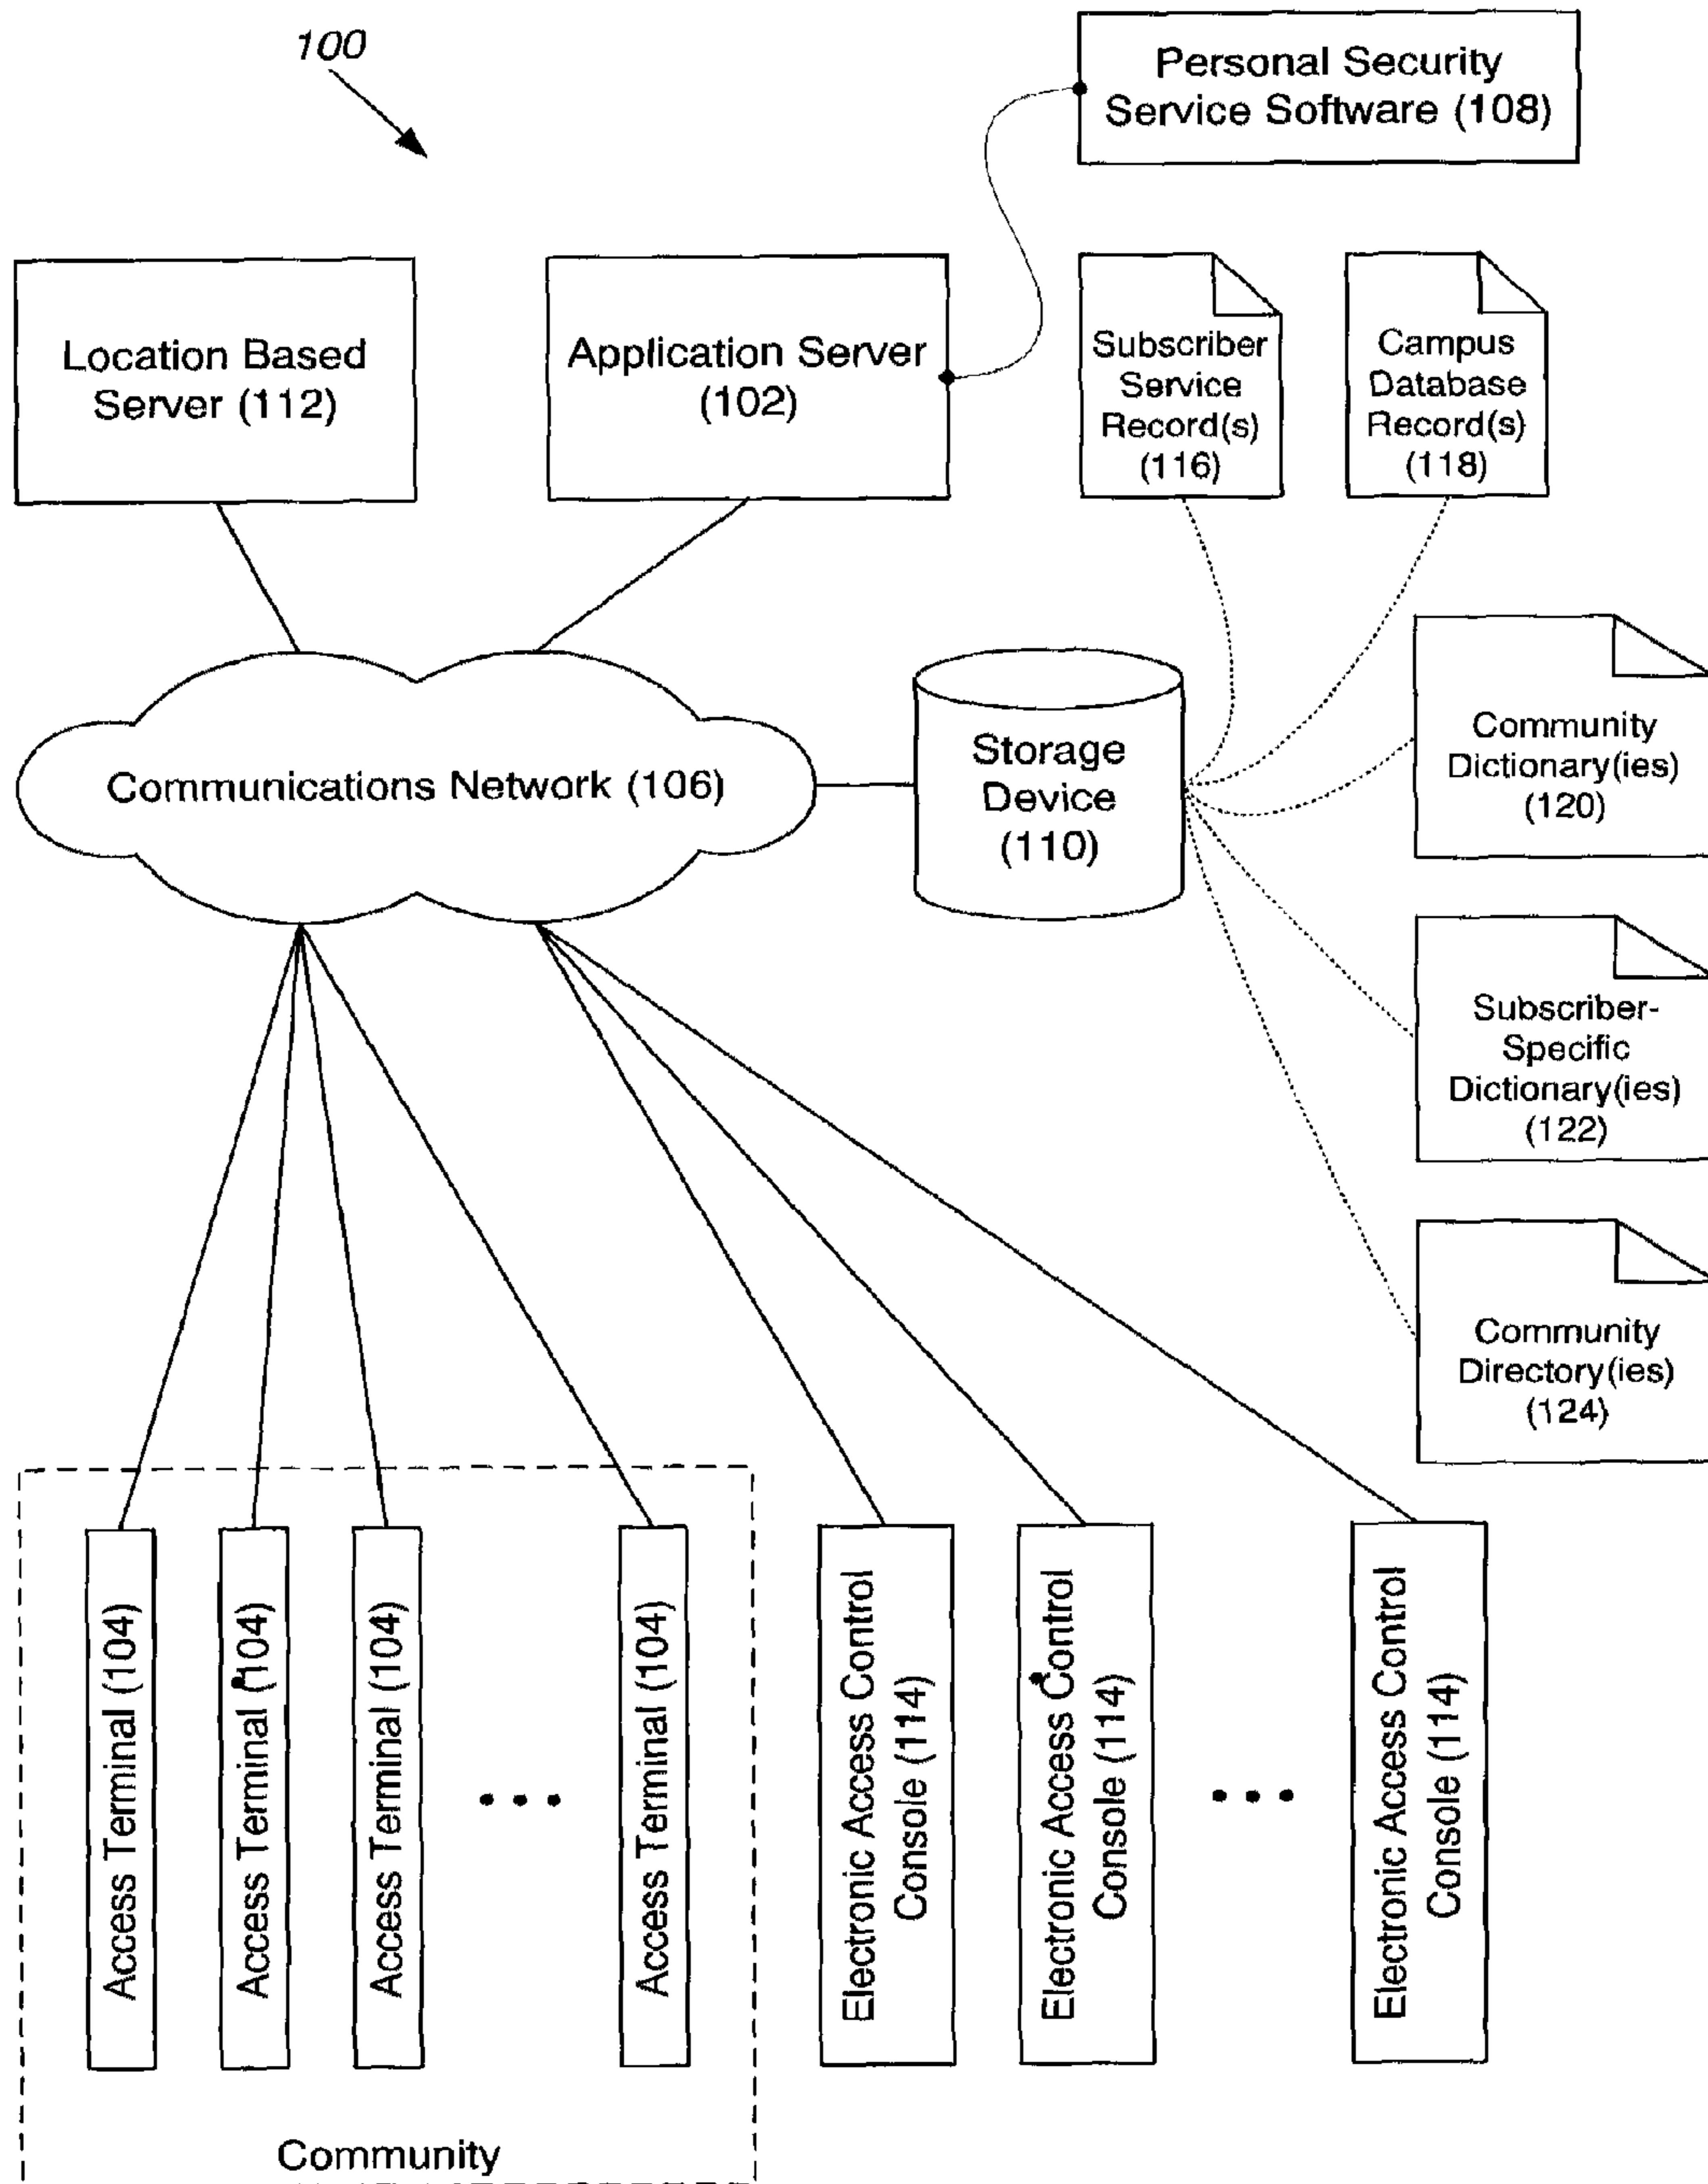 100
Personal Security
Service Software (108)
Location Based
Server (112)
Application Server
(102)
Subscriber
Service
Record(s)
(116)
Campus
Database
Record(s)
(118)
Communications Network (106)
Storage
Device
(110)
Community
Dictionary(ies)
(120)
Subscriber-
Specific
Dictionary(ies)
(122)
Community
Directory(ies)
(124)
Access Terminal (104)
Access Terminal (104)
Access Terminal (104)
• • •
Access Terminal (104)
Electronic Access Control
Console (114)
Electronic Access Control
Console (114)
• • •
Electronic Access Control
Console (114)
Community